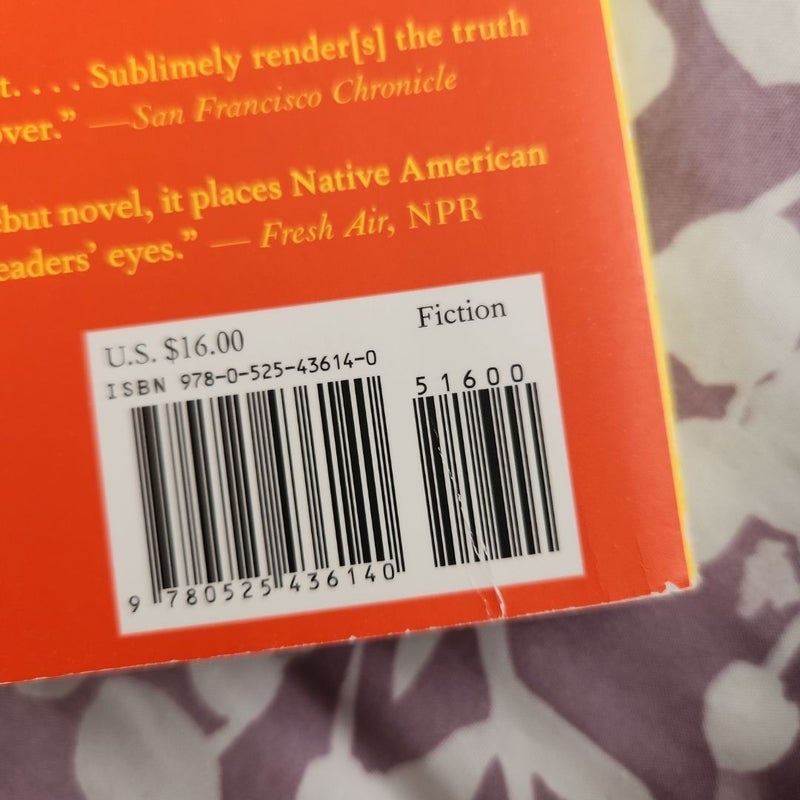 t. . . . Sublimely render[s] the truth
over.” —San Francisco Chronicle
ebut novel, it places Native American
eaders’ eyes.” — Fresh Air, NPR
U.S. $16.00
Fiction
ISBN 978-0-525-43614-0
51600
9 780525 436140